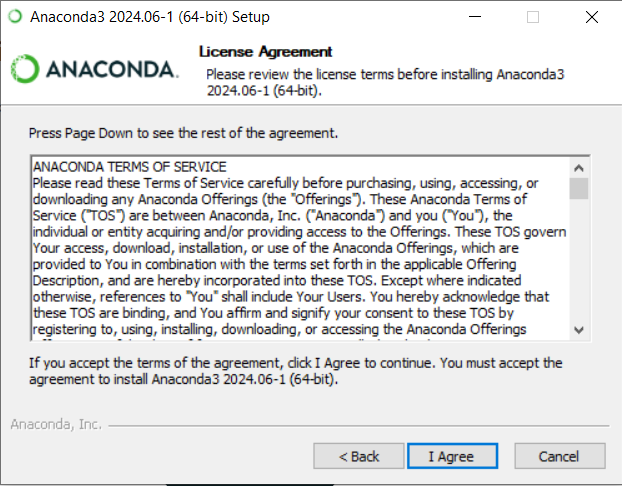 Anaconda3 2024.06-1 (64-bit) Setup
License Agreement
ANACONDA.
Please review the license terms before installing Anaconda3
2024.06-1 (64-bit).
Press Page Down to see the rest of the agreement.
ANACONDA TERMS OF SERVICE
Please read these Terms of Service carefully before purchasing, using, accessing, or
downloading any Anaconda Offerings (the "Offerings"). These Anaconda Terms of
Service ("TOS") are between Anaconda, Inc. ("Anaconda") and you ("You"), the
individual or entity acquiring and/or providing access to the Offerings. These TOS govern
Your access, download, installation, or use of the Anaconda Offerings, which are
provided to You in combination with the terms set forth in the applicable Offering
Description, and are hereby incorporated into these TOS. Except where indicated
otherwise, references to "You" shall include Your Users. You hereby acknowledge that
these TOS are binding, and You affirm and signify your consent to these TOS by
registering to, using, installing, downloading, or accessing the Anaconda Offerings
If you accept the terms of the agreement, click I Agree to continue. You must accept the
agreement to install Anaconda3 2024.06-1 (64-bit).
Anaconda, Inc.
< Back
I Agree
Cancel